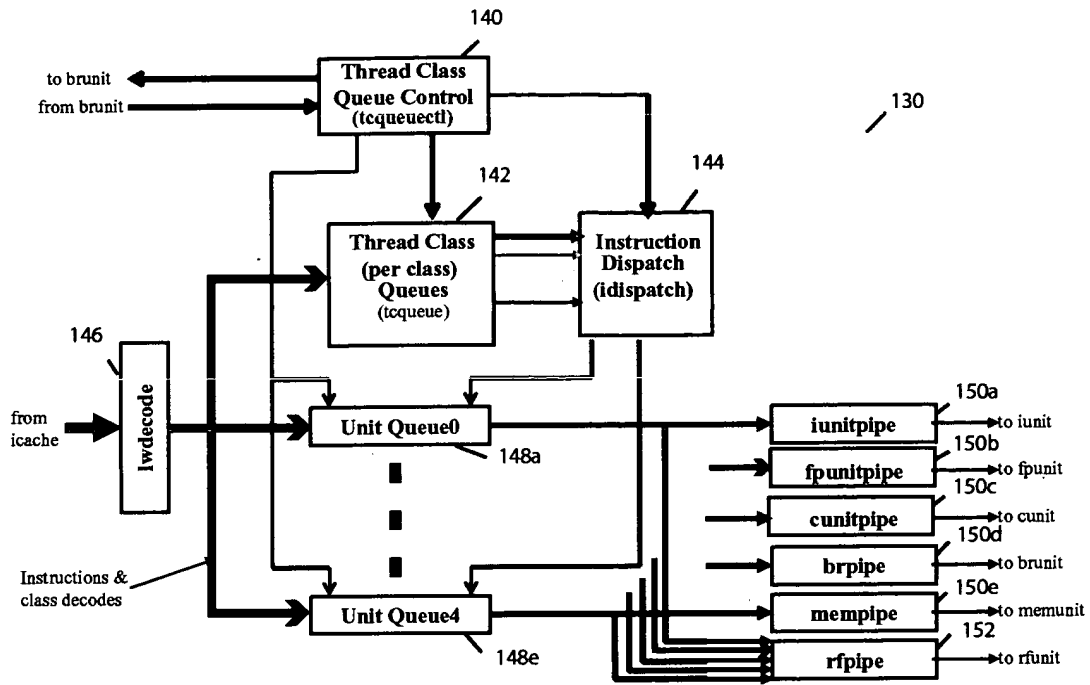 140
to brunit
from brunit
Thread Class
Queue Control
(tcqueuectl)
130
142
144
Thread Class
(per class)
Queues
(tcqueue)
Instruction
Dispatch
(idispatch)
146
from
icache
lwdecode
Unit Queue0
148a
150a
iunitpipe
to iunit
150b
fpunitpipe
to fpunit
150c
cunitpipe
to cunit
150d
brpipe
to brunit
150e
mempipe
to memunit
152
rfpipe
to rfunit
Instructions &
class decodes
Unit Queue4
148e